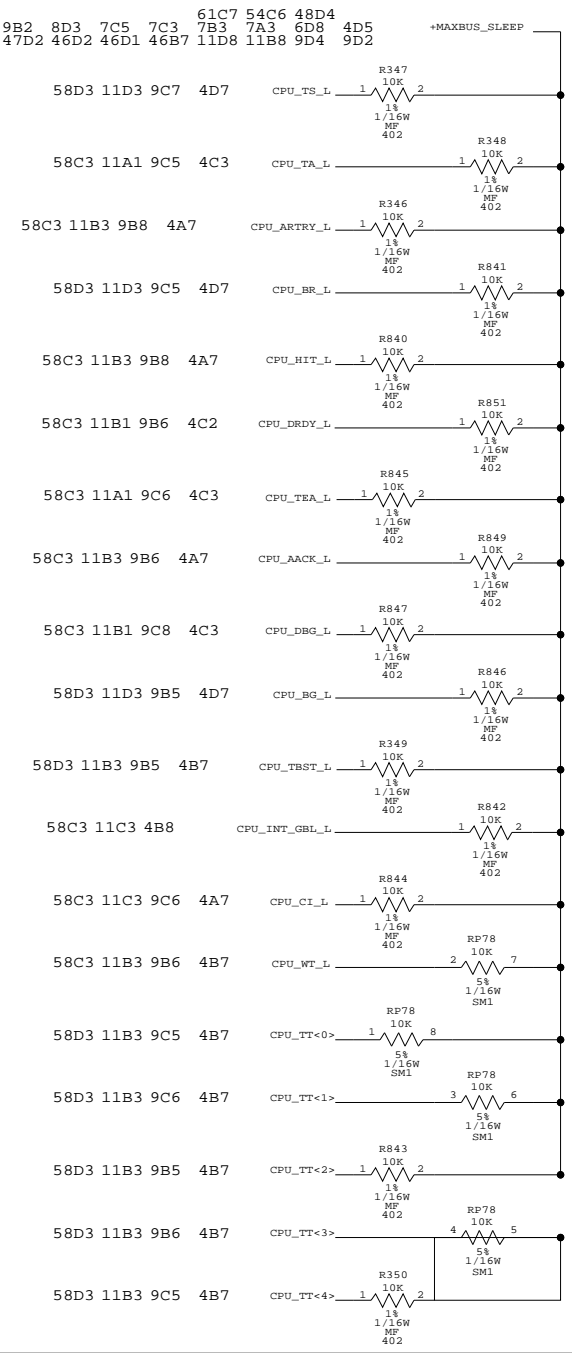 61C7 54C6 48D4
9B2 8D3 7C5 7C3 7B3 7A3 6D8 4D5 +MAXBUS_SLEEP
47D2 46D2 46D1 46B7 11D8 11B8 9D4 9D2
R347
10K
58D3 11D3 9C7 4D7 CPU_TS_L 1 2
1%
1/16W
MF
402
R348
10K
58C3 11A1 9C5 4C3 CPU_TA_L 1 2
1%
1/16W
MF
402
R346
10K
58C3 11B3 9B8 4A7 CPU_ARTRY_L 1 2
1%
1/16W
MF
402
R841
10K
58D3 11D3 9C5 4D7 CPU_BR_L 1 2
1%
1/16W
MF
402
R840
10K
58C3 11B3 9B8 4A7 CPU_HIT_L 1 2
1%
1/16W
MF
402
R851
10K
58C3 11B1 9B6 4C2 CPU_DRDY_L 1 2
1%
1/16W
MF
402
R845
10K
58C3 11A1 9C6 4C3 CPU_TEA_L 1 2
1%
1/16W
MF
402
R849
10K
58C3 11B3 9B6 4A7 CPU_AACK_L 1 2
1%
1/16W
MF
402
R847
10K
58C3 11B1 9C8 4C3 CPU_DBG_L 1 2
1%
1/16W
MF
402
R846
10K
58D3 11D3 9B5 4D7 CPU_BG_L 1 2
1%
1/16W
MF
402
R349
10K
58D3 11B3 9B5 4B7 CPU_TBST_L 1 2
1%
1/16W
MF
402
R842
10K
58C3 11C3 4B8 CPU_INT_GBL_L 1 2
1%
1/16W
MF
402
R844
10K
58C3 11C3 9C6 4A7 CPU_CI_L 1 2
1%
1/16W
MF
402
RP78
10K
58C3 11B3 9B6 4B7 CPU_WT_L 2 7
5%
1/16W
SM1
RP78
10K
58D3 11B3 9C5 4B7 CPU_TT<0> 1 8
5%
1/16W
SM1
RP78
10K
58D3 11B3 9C6 4B7 CPU_TT<1> 3 6
5%
1/16W
SM1
R843
10K
58D3 11B3 9B5 4B7 CPU_TT<2> 1 2
1%
1/16W
MF
402
RP78
10K
58D3 11B3 9B6 4B7 CPU_TT<3> 4 5
5%
1/16W
SM1
R350
10K
58D3 11B3 9C5 4B7 CPU_TT<4> 1 2
1%
1/16W
MF
402